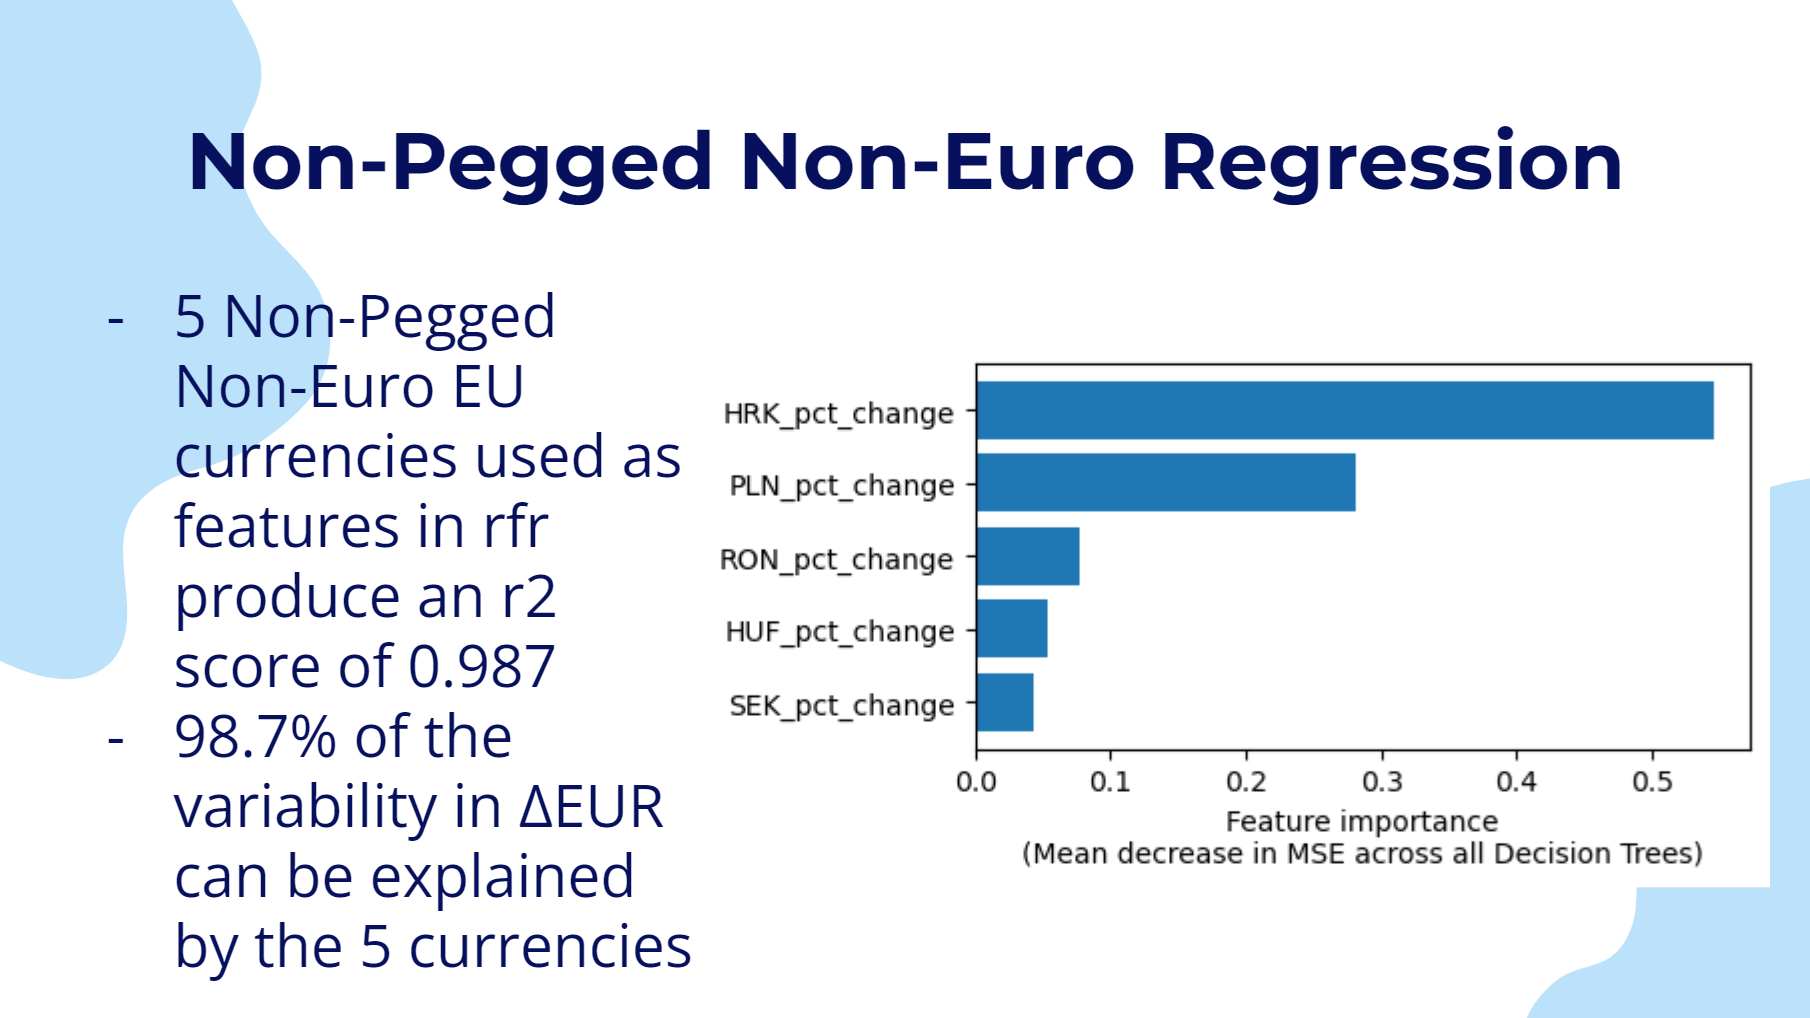 Non-Pegged Non-Euro Regression
- 5 Non-Pegged
Non-Euro EU
currencies used as
features in rfr
produce an r2
score of 0.987
- 98.7% of the
variability in ΔEUR
can be explained
by the 5 currencies
HRK_pct_change
PLN_pct_change
RON_pct_change
HUF_pct_change
SEK_pct_change
0.0 0.1 0.2 0.3 0.4 0.5
Feature importance
(Mean decrease in MSE across all Decision Trees)